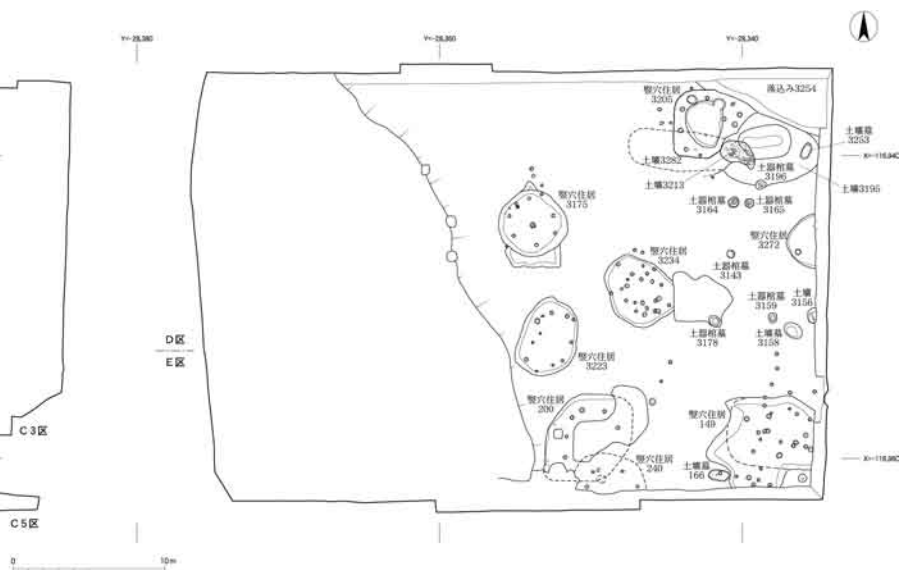 Y=-28,380
Y=-28,360
Y=-28,340
竪穴住居
3205
落込み3254
土壙墓
3253
X=-116,940
土壙3282
土器棺墓
3196
土壙3213
土壙3195
竪穴住居
3175
土器棺墓
3164
土器棺墓
3165
竪穴住居
3272
竪穴住居
3234
土器棺墓
3143
土器棺墓
3159
土壙
3156
土器棺墓
3178
土壙墓
3158
D区
E区
竪穴住居
3223
竪穴住居
200
竪穴住居
149
C3区
竪穴住居
240
土壙墓
166
X=-116,960
C5区
0
10m